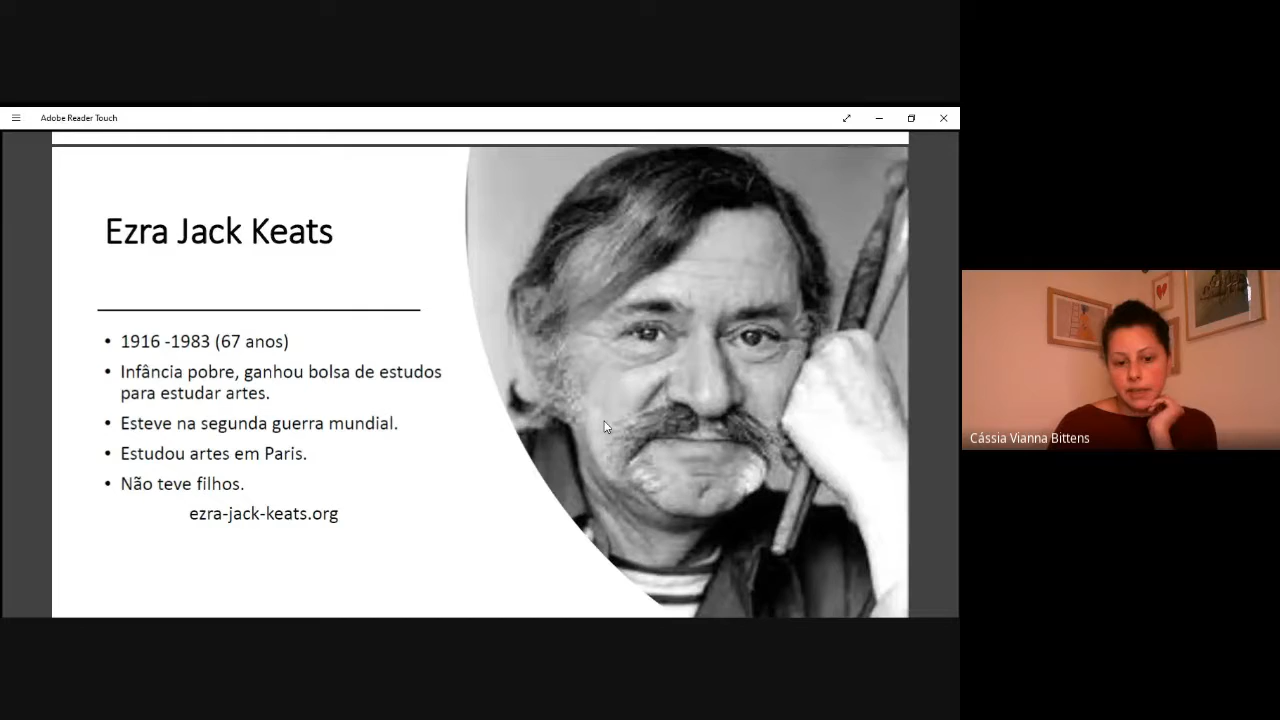 Adobe Reader Touch
Ezra Jack Keats
• 1916 -1983 (67 anos)
• Infância pobre, ganhou bolsa de estudos
para estudar artes.
• Esteve na segunda guerra mundial.
• Estudou artes em Paris.
• Não teve filhos.
ezra-jack-keats.org
Cássia Vianna Bittens